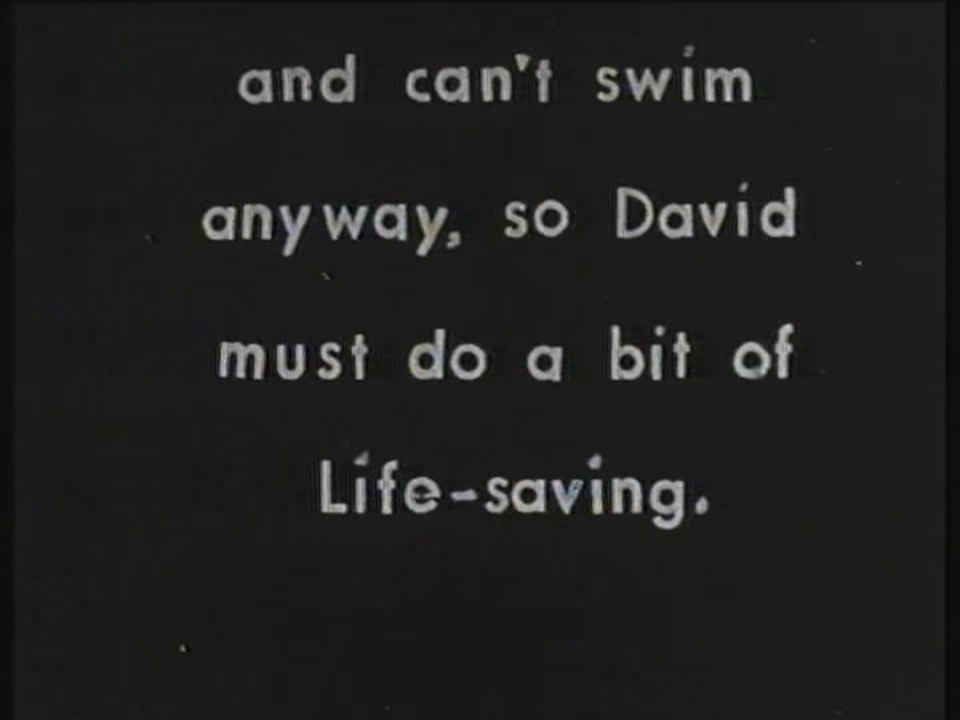 and can't swim
anyway, so David
must do a bit of
Life-saving.